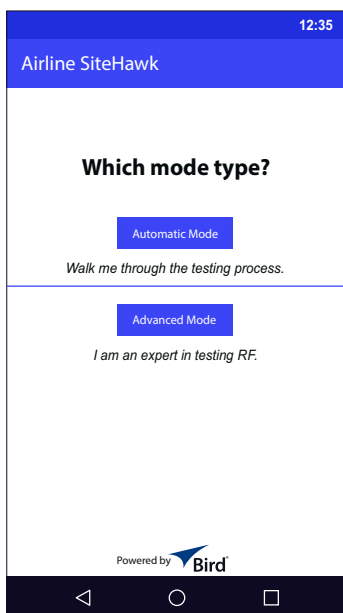 12:35
Airline SiteHawk
Which mode type?
Automatic Mode
Walk me through the testing process.
Advanced Mode
I am an expert in testing RF.
Powered by Bird